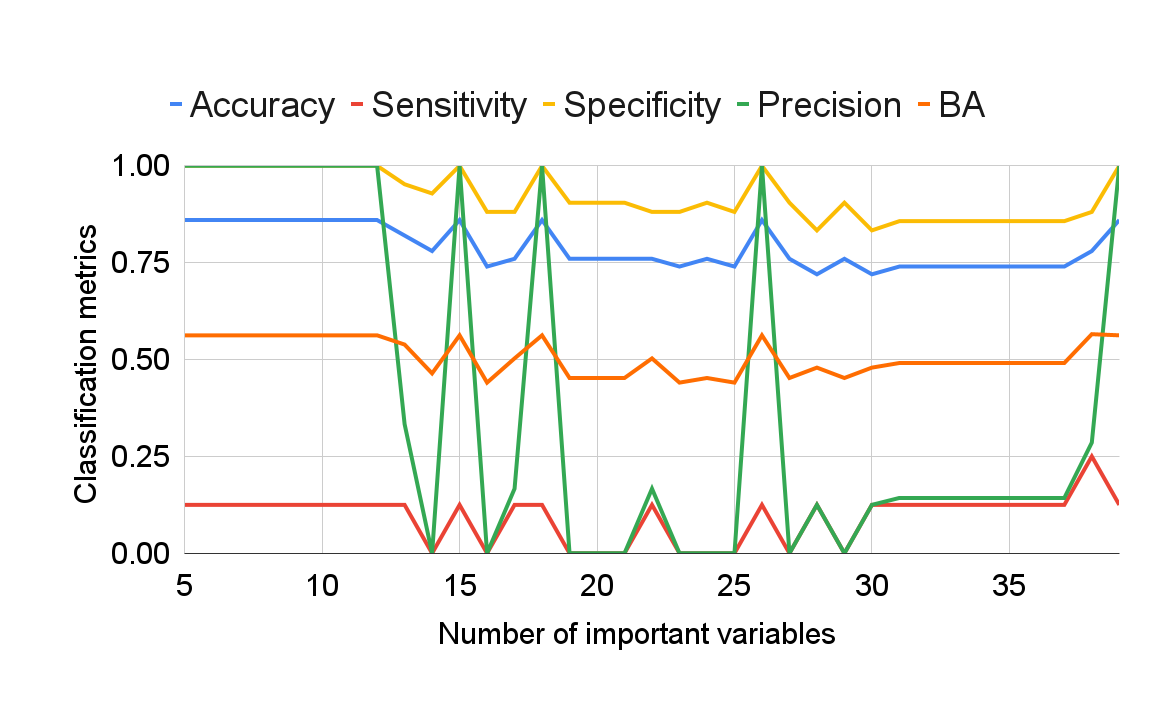 Accuracy Sensitivity Specificity Precision BA
1.00
0.75
0.50
0.25
0.00
Classification metrics
5 10 15 20 25 30 35
Number of important variables